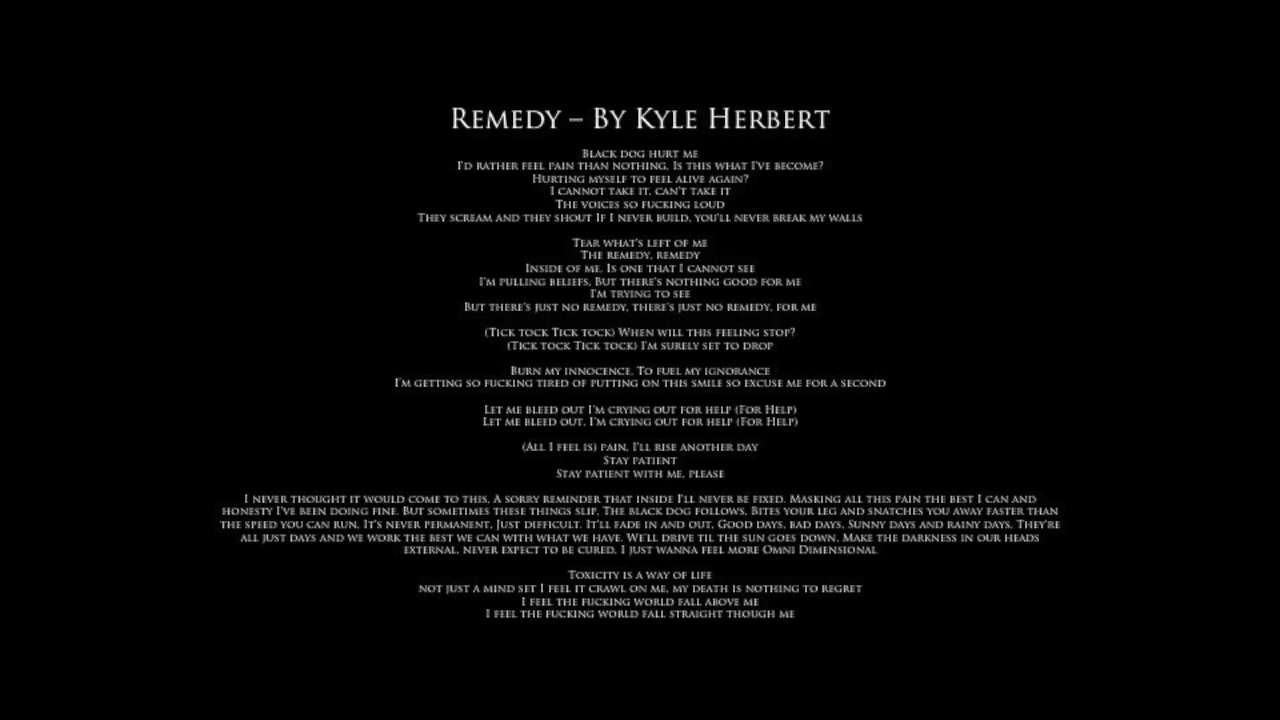 Remedy – By Kyle Herbert
Black dog hurt me
I'd rather feel pain than nothing, Is this what I've become?
Hurting myself to feel alive again?
I cannot take it, can't take it
The voices so fucking loud
They scream and they shout If I never build, you'll never break my walls
Tear what's left of me
The remedy, remedy
Inside of me, Is one that I cannot see
I'm pulling beliefs, But there's nothing good for me
I'm trying to see
But there's just no remedy, there's just no remedy, for me
(Tick tock Tick tock) When will this feeling stop?
(Tick tock Tick tock) I'm surely set to drop
Burn my innocence, To fuel my ignorance
I'm getting so fucking tired of putting on this smile so excuse me for a second
Let me bleed out I'm crying out for help (For Help)
Let me bleed out, I'm crying out for help (For Help)
(All I feel is) pain, I'll rise another day
Stay patient
Stay patient with me, please
I never thought it would come to this, A sorry reminder that inside I'll never be fixed. Masking all this pain the best I can and
honesty I've been doing fine. But sometimes these things slip, The black dog follows, Bites your leg and snatches you away faster than
the speed you can run, It's never permanent, Just difficult. It'll fade in and out, Good days, bad days, Sunny days and rainy days, They're
all just days and we work the best we can with what we have. We'll drive til the sun goes down, Make the darkness in our heads
external, never expect to be cured, I just wanna feel more Omni Dimensional
Toxicity is a way of life
not just a mind set I feel it crawl on me, my death is nothing to regret
I feel the fucking world fall above me
I feel the fucking world fall straight though me